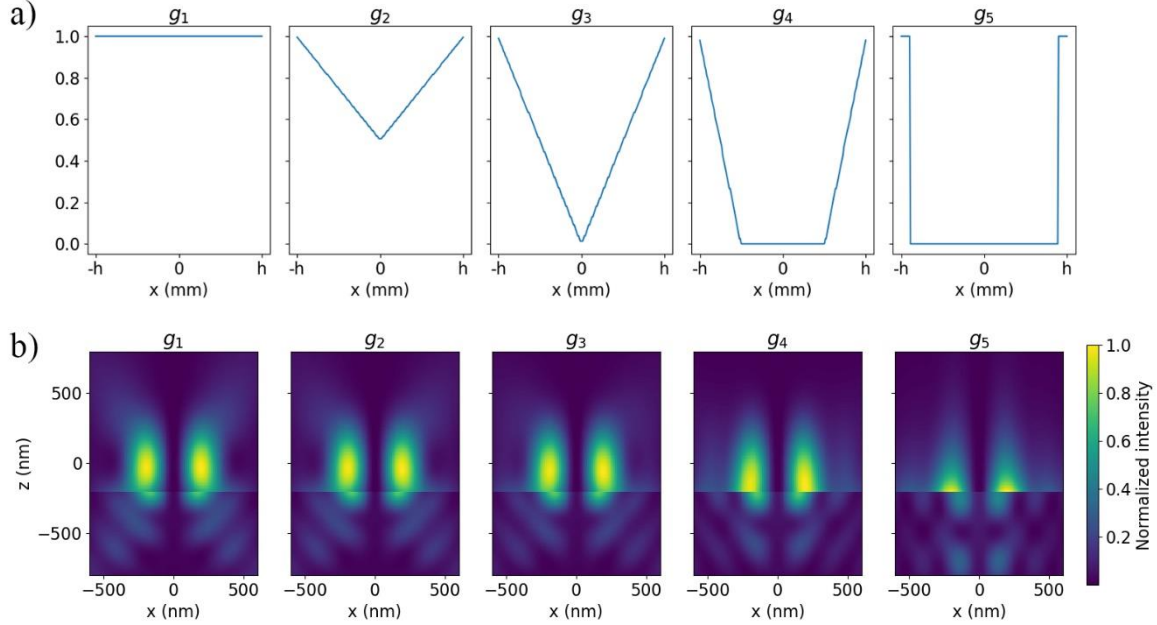 a)
g₁ g₂ g₃ g₄ g₅
1.0
0.8
0.6
0.4
0.2
0.0
-h 0 h -h 0 h -h 0 h -h 0 h -h 0 h
x (mm) x (mm) x (mm) x (mm) x (mm)
b)
g₁ g₂ g₃ g₄ g₅
500
0
−500
z (nm)
−500 0 500 −500 0 500 −500 0 500 −500 0 500 −500 0 500
x (nm) x (nm) x (nm) x (nm) x (nm)
1.0
0.8
0.6
0.4
0.2
Normalized intensity